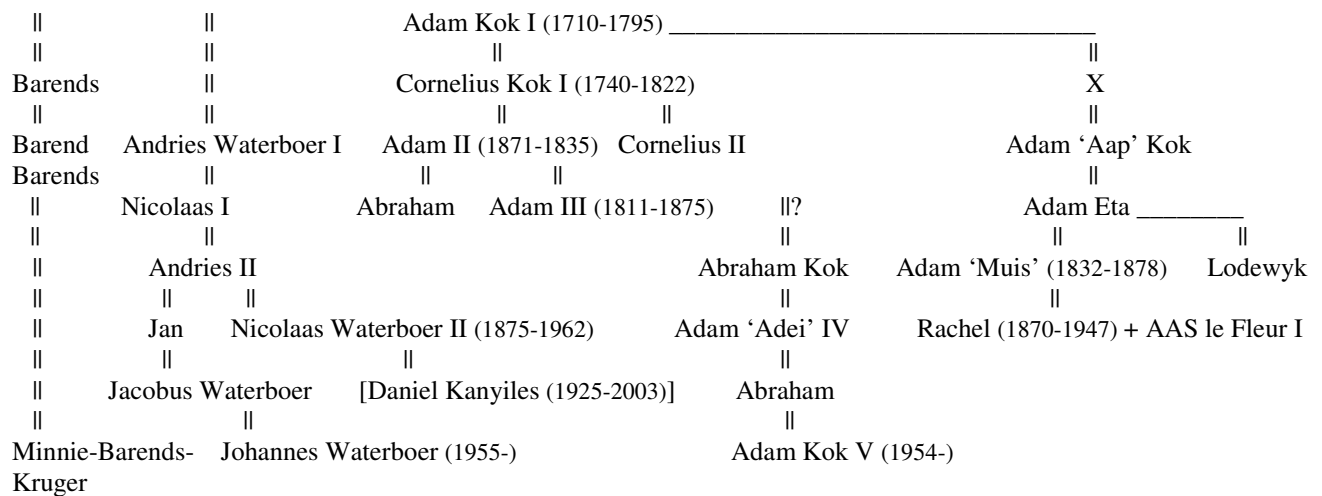 || || Adam Kok I (1710-1795) ________________________________
|| || || ||
Barends || Cornelius Kok I (1740-1822) X
|| || || || ||
Barend Andries Waterboer I Adam II (1871-1835) Cornelius II Adam ‘Aap’ Kok
Barends || || || ||
|| Nicolaas I Abraham Adam III (1811-1875) ||? Adam Eta ________
|| || || || ||
|| Andries II Abraham Kok Adam ‘Muis’ (1832-1878) Lodewyk
|| || || || ||
|| Jan Nicolaas Waterboer II (1875-1962) Adam ‘Adei’ IV Rachel (1870-1947) + AAS le Fleur I
|| || || ||
|| Jacobus Waterboer [Daniel Kanyiles (1925-2003)] Abraham
|| || ||
Minnie-Barends- Johannes Waterboer (1955-) Adam Kok V (1954-)
Kruger